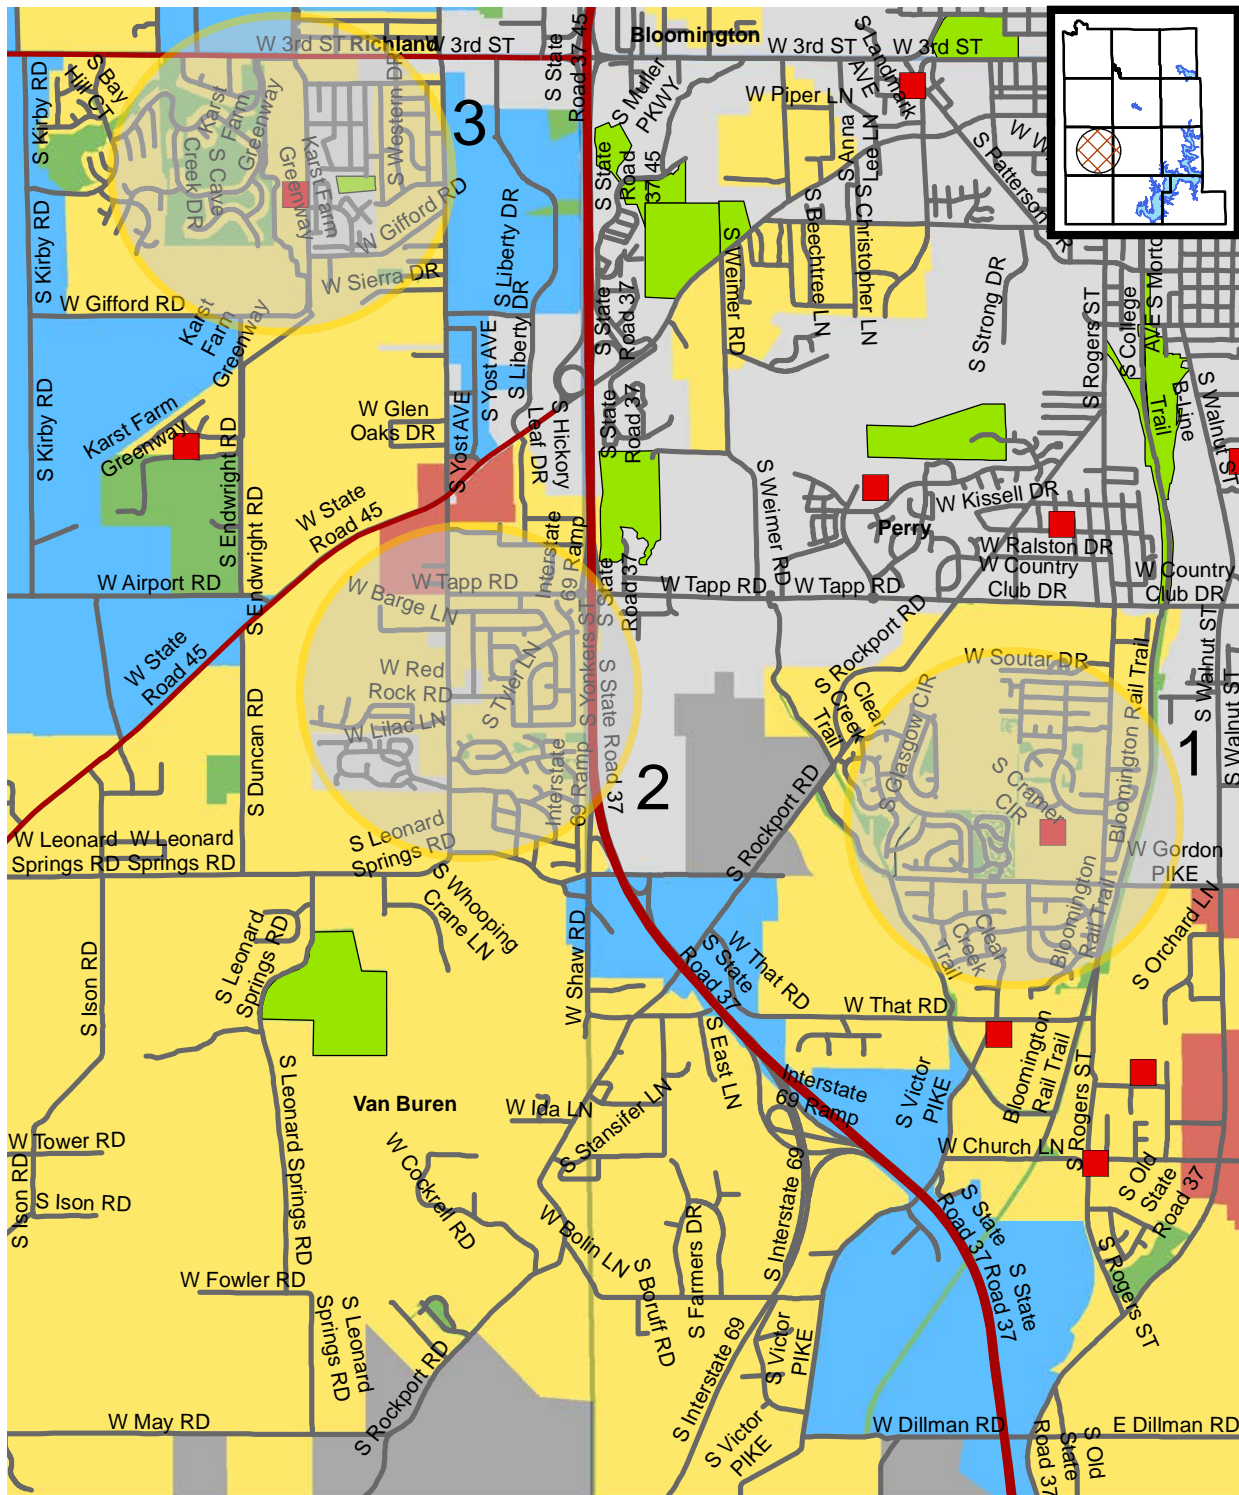 W 3rd ST
Richland
W 3rd ST
S State
Road 37 45
Bloomington
W 3rd ST
S Landmark
AVE
W 3rd ST
S Kirby RD
S Bay
Hill CT
Karst
Farm
Greenway
S Cave
Creek DR
Karst Farm
Greenway
S Western DR
3
S Muller
PKWY
W Piper LN
S Anna
S Lee LN
S Patterson DR
S State
Road
37 45
S Kirby RD
W Gifford RD
S Liberty DR
S Beechtree LN
S Christopher LN
W Sierra DR
W Gifford RD
S Weimer RD
S Strong DR
S Rogers ST
S College
AVE
S Morton
Karst
Farm
Greenway
S Yost AVE
S Liberty
DR
S State
Road 37
S Kirby RD
Karst Farm
Greenway
W Glen
Oaks DR
S Yost AVE
Leaf DR
S Hickory
S State
Road 37
B-Line
Trail
S Walnut ST
S Endwright RD
S Endwright RD
W State
Road 45
S Weimer RD
W Kissell DR
Perry
W Ralston DR
W Airport RD
W Tapp RD
Interstate
69 Ramp
S State
Road 37
W Tapp RD
W Tapp RD
W Country
Club DR
W Country
Club DR
W Barge LN
W State
Road 45
W Red
Rock RD
S Tyler LN
S Yonkers ST
S State Road 37
S Rockport RD
W Soutar DR
S Walnut ST
S Walnut ST
Clear
S Creek
Trail
S Glasgow CIR
Bloomington Rail Trail
W Lilac LN
S Duncan RD
Interstate
69 Ramp
2
1
S Cramer
CIR
W Leonard
Springs RD
W Leonard
Springs RD
S Leonard
Springs RD
S Rockport RD
W Gordon
PIKE
S Whooping
Crane LN
S Leonard
Springs RD
S Ison RD
S Shaw RD
W Shaw RD
S State
Road 37
W That RD
Clear
Creek
Trail
Bloomington
Rail Trail
S Orchard LN
W That RD
S East LN
S Leonard Springs RD
Van Buren
W Ida LN
S Stansifer LN
Interstate
69 Ramp
S Victor
PIKE
Bloomington
Rail Trail
S Rogers ST
W Tower RD
S Ison RD
S Ison RD
W Cockrell RD
W Church LN
S Old
State
Road 37
W Bolin LN
S Interstate 69
S State
Road 37
W Fowler RD
S Leonard
Springs RD
S Boruff RD
S Farmers DR
S State
Road 37
S Rogers ST
S Interstate 69
S Victor
PIKE
W May RD
S Rockport RD
S Victor
PIKE
W Dillman RD
E Dillman RD
S Old
State
Road 37